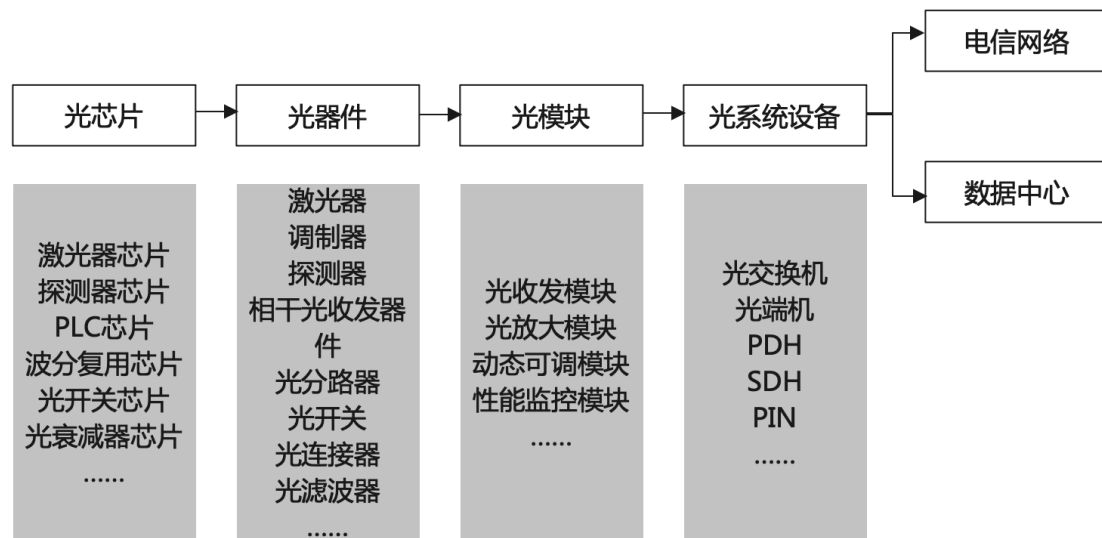 光芯片
光器件
光模块
光系统设备
电信网络
数据中心
激光器芯片
探测器芯片
PLC芯片
波分复用芯片
光开关芯片
光衰减器芯片
……
激光器
调制器
探测器
相干光收发器
件
光分路器
光开关
光连接器
光滤波器
……
光收发模块
光放大模块
动态可调模块
性能监控模块
……
光交换机
光端机
PDH
SDH
PIN
……